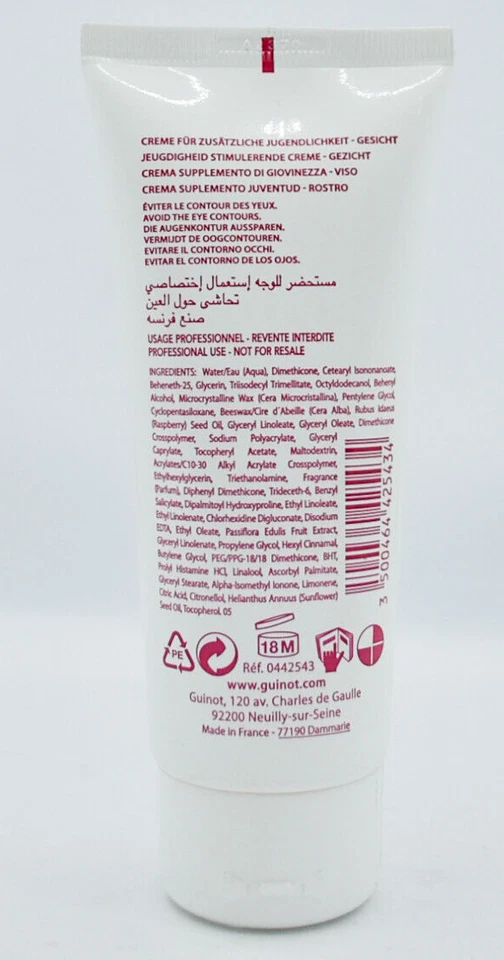 CREME FÜR ZUSÄTZLICHE JUGENDLICHKEIT - GESICHT
JEUGDIGHEID STIMULERENDE CREME - GEZICHT
CREMA SUPPLEMENTO DI GIOVINEZZA - VISO
CREMA SUPLEMENTO JUVENTUD - ROSTRO
ÉVITER LE CONTOUR DES YEUX.
AVOID THE EYE CONTOURS.
DIE AUGENKONTUR AUSSPAREN.
VERMIJDT DE OOGCONTOUREN.
EVITARE IL CONTORNO OCCHI.
EVITAR EL CONTORNO DE LOS OJOS.
مستحضر للوجه إستعمال إختصاصي
تحاشى حول العين
صنع فرنسه
USAGE PROFESSIONNEL - REVENTE INTERDITE
PROFESSIONAL USE - NOT FOR RESALE
INGREDIENTS: Water/Eau (Aqua), Dimethicone, Cetearyl Isononanoate,
Beheneth-25, Glycerin, Triisodecyl Trimellitate, Octyldodecanol, Behenyl
Alcohol, Microcrystalline Wax (Cera Microcristallina), Pentylene Glycol,
Cyclopentasiloxane, Beeswax/Cire d'Abeille (Cera Alba), Rubus Idaeus
(Raspberry) Seed Oil, Glyceryl Linoleate, Glyceryl Oleate, Dimethicone
Crosspolymer, Sodium Polyacrylate, Glyceryl
Caprylate, Tocopheryl Acetate, Maltodextrin,
Acrylates/C10-30 Alkyl Acrylate Crosspolymer,
Ethylhexylglycerin, Triethanolamine, Fragrance
(Parfum), Diphenyl Dimethicone, Trideceth-6, Benzyl
Salicylate, Dipalmitoyl Hydroxyproline, Ethyl Linoleate,
Ethyl Linolenate, Chlorhexidine Digluconate, Disodium
EDTA, Ethyl Oleate, Passiflora Edulis Fruit Extract,
Glyceryl Linolenate, Propylene Glycol, Hexyl Cinnamal,
Butylene Glycol, PEG/PPG-18/18 Dimethicone, BHT,
Prolyl Histamine HCl, Linalool, Ascorbyl Palmitate,
Glyceryl Stearate, Alpha-Isomethyl Ionone, Limonene,
Citric Acid, Citronellol, Helianthus Annuus (Sunflower)
Seed Oil, Tocopherol. 05
3 500464 425434
PE
18 M
Réf. 0442543
www.guinot.com
Guinot, 120 av. Charles de Gaulle
92200 Neuilly-sur-Seine
Made in France - 77190 Dammarie